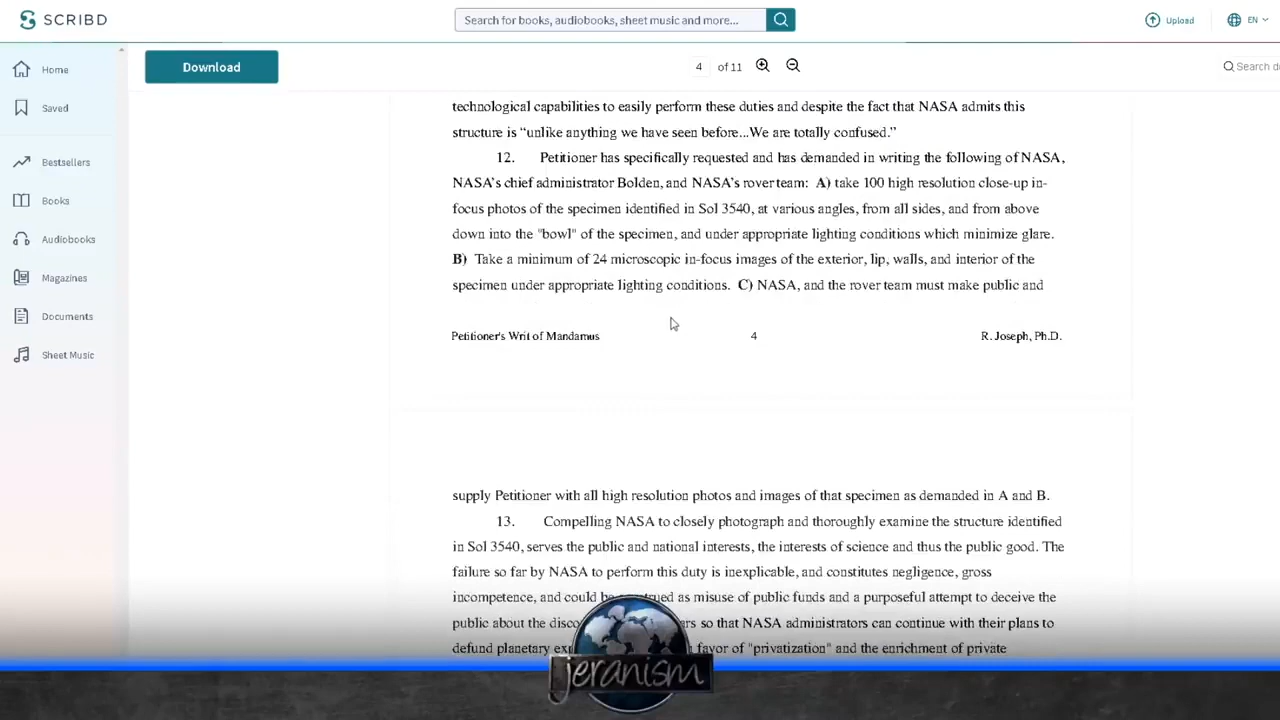 SCRIBD
Search for books, audiobooks, sheet music and more...
Upload
EN
Home
Saved
Bestsellers
Books
Audiobooks
Magazines
Documents
Sheet Music
Download
4 of 11
Search
technological capabilities to easily perform these duties and despite the fact that NASA admits this
structure is “unlike anything we have seen before...We are totally confused.”
12. Petitioner has specifically requested and has demanded in writing the following of NASA,
NASA's chief administrator Bolden, and NASA's rover team: A) take 100 high resolution close-up in-
focus photos of the specimen identified in Sol 3540, at various angles, from all sides, and from above
down into the "bowl" of the specimen, and under appropriate lighting conditions which minimize glare.
B) Take a minimum of 24 microscopic in-focus images of the exterior, lip, walls, and interior of the
specimen under appropriate lighting conditions. C) NASA, and the rover team must make public and
Petitioner's Writ of Mandamus 4 R. Joseph, Ph.D.
supply Petitioner with all high resolution photos and images of that specimen as demanded in A and B.
13. Compelling NASA to closely photograph and thoroughly examine the structure identified
in Sol 3540, serves the public and national interests, the interests of science and thus the public good. The
failure so far by NASA to perform this duty is inexplicable, and constitutes negligence, gross
incompetence, and could be as misuse of public funds and a purposeful attempt to deceive the
public about the so that NASA administrators can continue with their plans to
defund planetary favor of "privatization" and the enrichment of private
jeranism